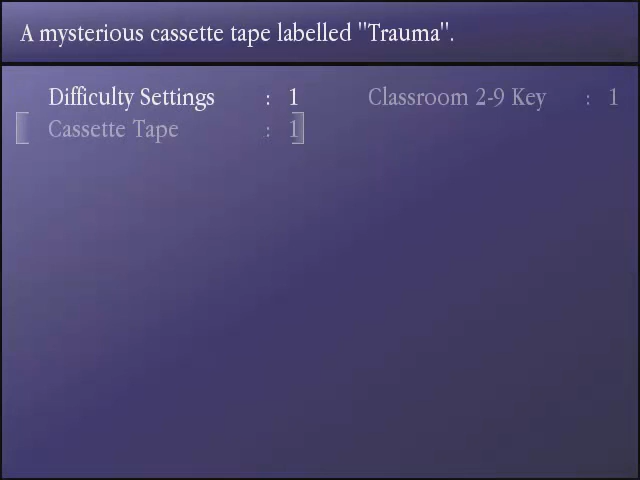 A mysterious cassette tape labelled "Trauma".
Difficulty Settings : 1 Classroom 2-9 Key : 1
Cassette Tape : 1